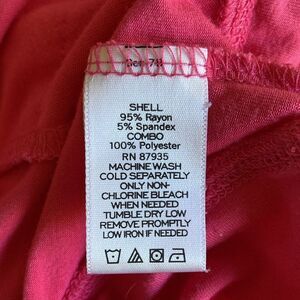 SHELL
95% Rayon
5% Spandex
COMBO
100% Polyester
RN 87935
MACHINE WASH
COLD SEPARATELY
ONLY NON-
CHLORINE BLEACH
WHEN NEEDED
TUMBLE DRY LOW
REMOVE PROMPTLY
LOW IRON IF NEEDED